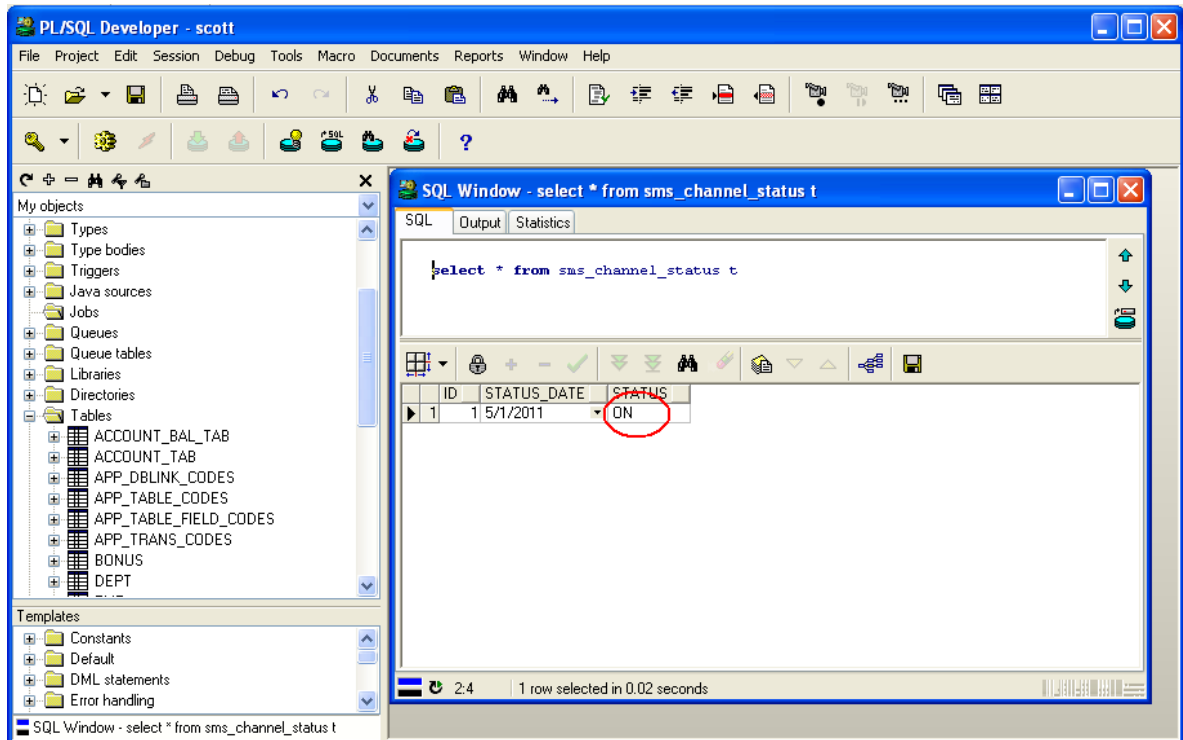 PL/SQL Developer - scott
File Project Edit Session Debug Tools Macro Documents Reports Window Help
My objects
Types
Type bodies
Triggers
Java sources
Jobs
Queues
Queue tables
Libraries
Directories
Tables
ACCOUNT_BAL_TAB
ACCOUNT_TAB
APP_DBLINK_CODES
APP_TABLE_CODES
APP_TABLE_FIELD_CODES
APP_TRANS_CODES
BONUS
DEPT
Templates
Constants
Default
DML statements
Error handling
SQL Window - select * from sms_channel_status t
SQL Window - select * from sms_channel_status t
SQL Output Statistics
select * from sms_channel_status t
ID STATUS_DATE STATUS
1 1 5/1/2011 ON
2:4 1 row selected in 0.02 seconds